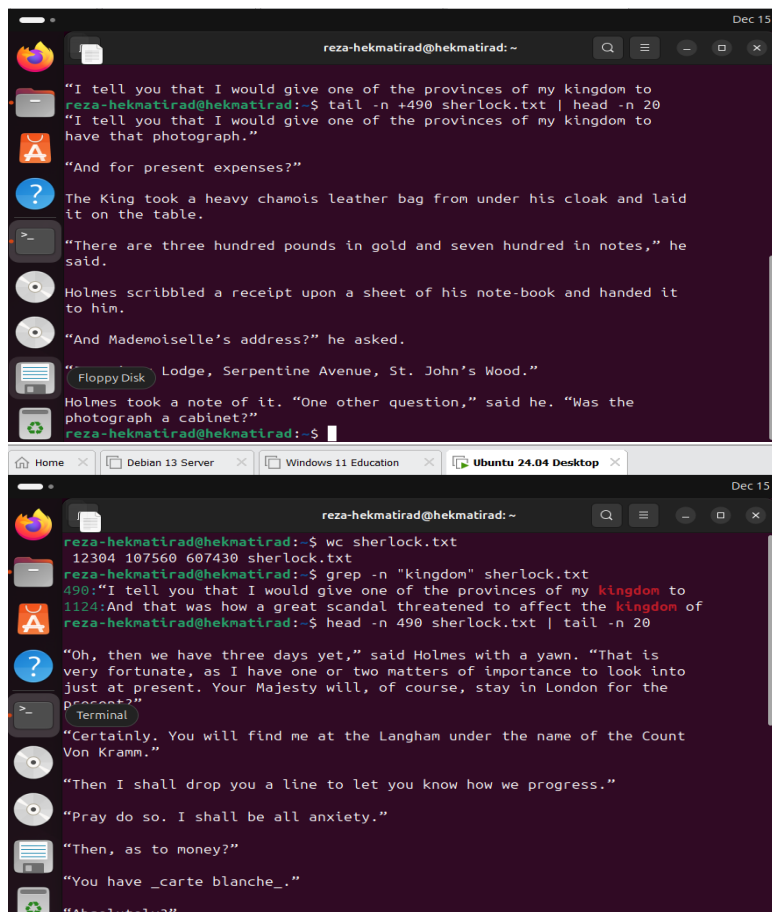 Dec 15
reza-hekmatirad@hekmatirad: ~
“I tell you that I would give one of the provinces of my kingdom to
reza-hekmatirad@hekmatirad:~$ tail -n +490 sherlock.txt | head -n 20
“I tell you that I would give one of the provinces of my kingdom to
have that photograph.”
“And for present expenses?”
The King took a heavy chamois leather bag from under his cloak and laid
it on the table.
“There are three hundred pounds in gold and seven hundred in notes,” he
said.
Holmes scribbled a receipt upon a sheet of his note-book and handed it
to him.
“And Mademoiselle’s address?” he asked.
Lodge, Serpentine Avenue, St. John’s Wood.”
Floppy Disk
Holmes took a note of it. “One other question,” said he. “Was the
photograph a cabinet?”
reza-hekmatirad@hekmatirad:~$
Home Debian 13 Server Windows 11 Education Ubuntu 24.04 Desktop
Dec 15
reza-hekmatirad@hekmatirad: ~
reza-hekmatirad@hekmatirad:~$ wc sherlock.txt
12304 107560 607430 sherlock.txt
reza-hekmatirad@hekmatirad:~$ grep -n "kingdom" sherlock.txt
490:“I tell you that I would give one of the provinces of my kingdom to
1124:And that was how a great scandal threatened to affect the kingdom of
reza-hekmatirad@hekmatirad:~$ head -n 490 sherlock.txt | tail -n 20
“Oh, then we have three days yet,” said Holmes with a yawn. “That is
very fortunate, as I have one or two matters of importance to look into
just at present. Your Majesty will, of course, stay in London for the
present?”
Terminal
“Certainly. You will find me at the Langham under the name of the Count
Von Kramm.”
“Then I shall drop you a line to let you know how we progress.”
“Pray do so. I shall be all anxiety.”
“Then, as to money?”
“You have _carte blanche_.”
“Absolutely?”